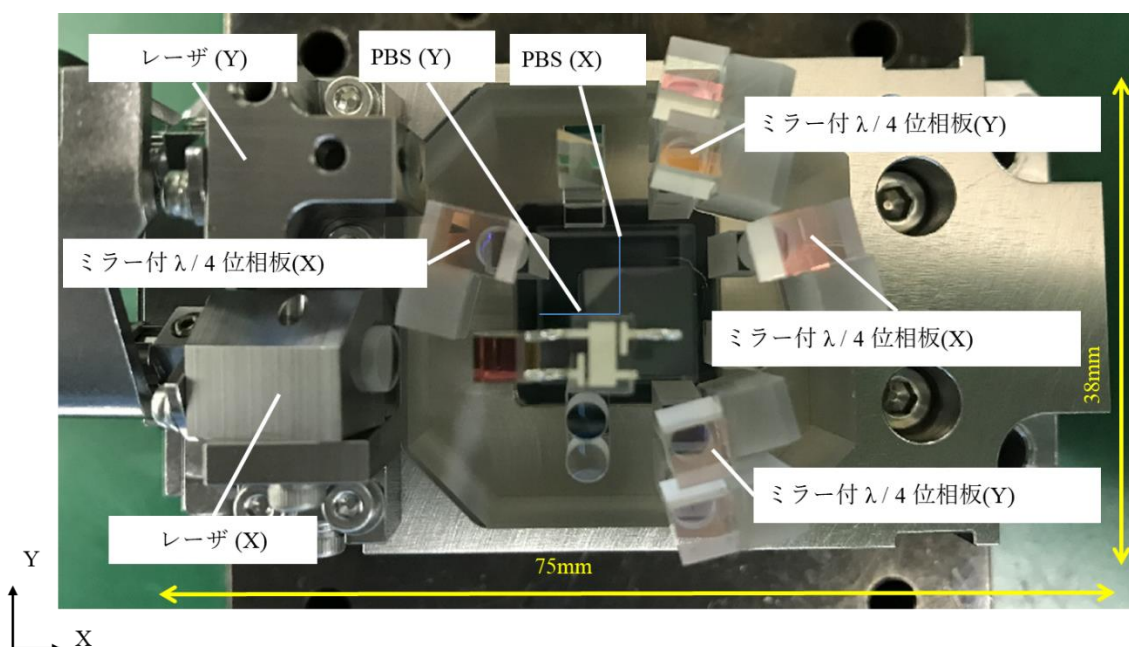 レーザ (Y)
PBS (Y)
PBS (X)
ミラー付 λ / 4 位相板(Y)
ミラー付 λ / 4 位相板(X)
ミラー付 λ / 4 位相板(X)
38mm
ミラー付 λ / 4 位相板(Y)
レーザ (X)
75mm
Y
X